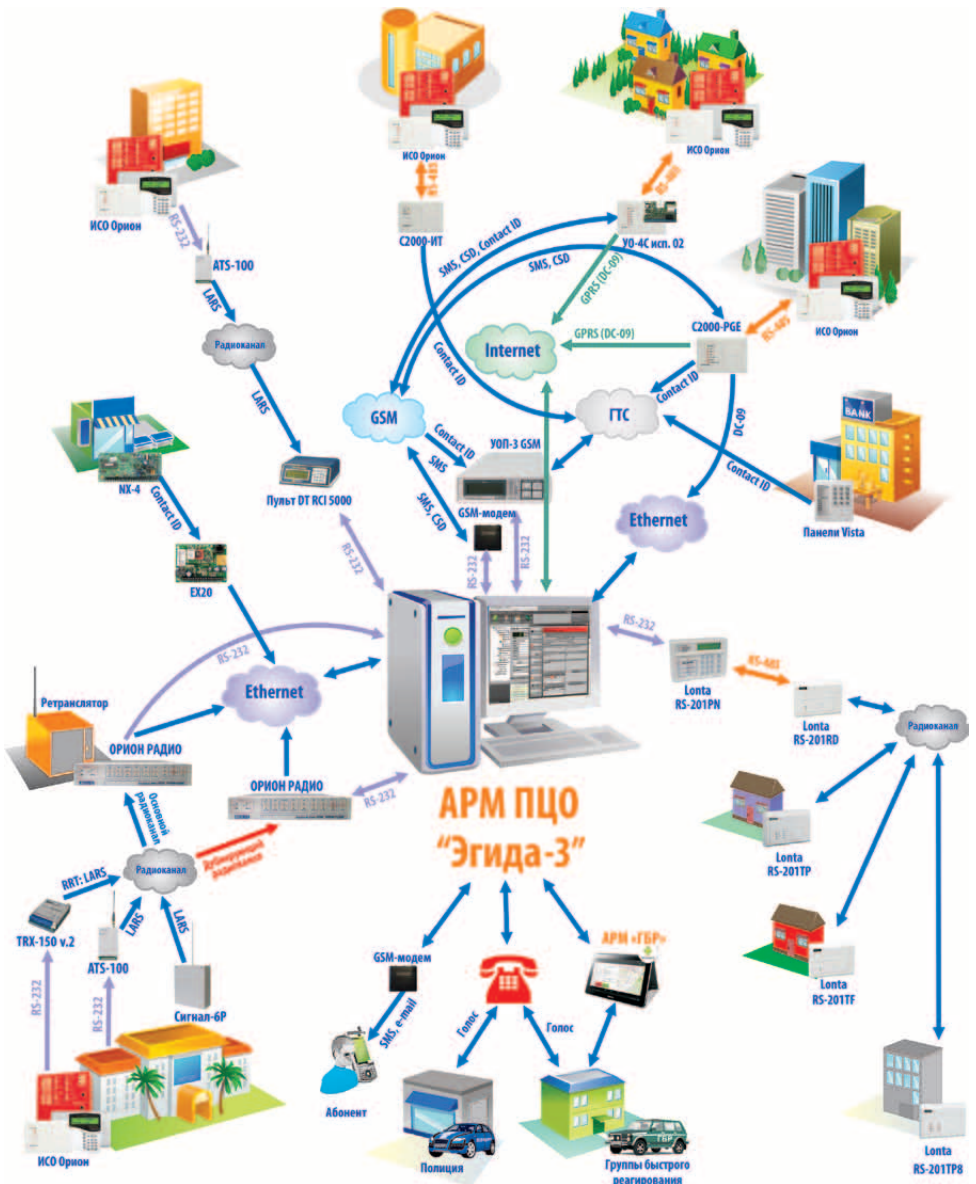 ИСО Орион
RS-485
С2000-ИТ
ИСО Орион
RS-485
УО-4С исп. 02
ИСО Орион
RS-232
ATS-100
LARS
Радиоканал
LARS
Пульт DT RCI 5000
RS-232
SMS, CSD, Contact ID
SMS, CSD
GPRS (DC-09)
GPRS (DC-09)
Internet
С2000-PGE
RS-485
ИСО Орион
Contact ID
Contact ID
DC-09
GSM
ГТС
Contact ID
SMS
УОП-3 GSM
SMS, CSD
GSM-модем
RS-232
RS-232
Ethernet
BANK
Contact ID
Панели Vista
NX-4
Contact ID
EX20
RS-232
Ethernet
Ретранслятор
ОРИОН РАДИО
ОРИОН РАДИО
RS-232
Основной
радиоканал
Дублирующий
радиоканал
Радиоканал
RRT: LARS
LARS
LARS
TRX-150 v.2
ATS-100
Сигнал-6Р
RS-232
RS-232
ИСО Орион
АРМ ПЦО
“Эгида-3”
RS-232
Lonta
RS-201PN
RS-485
Lonta
RS-201RD
Радиоканал
Lonta
RS-201TP
Lonta
RS-201TF
Lonta
RS-201TP8
GSM-модем
SMS, e-mail
Абонент
Голос
Голос
АРМ «ГБР»
Полиция
ГБР
Группы быстрого
реагирования